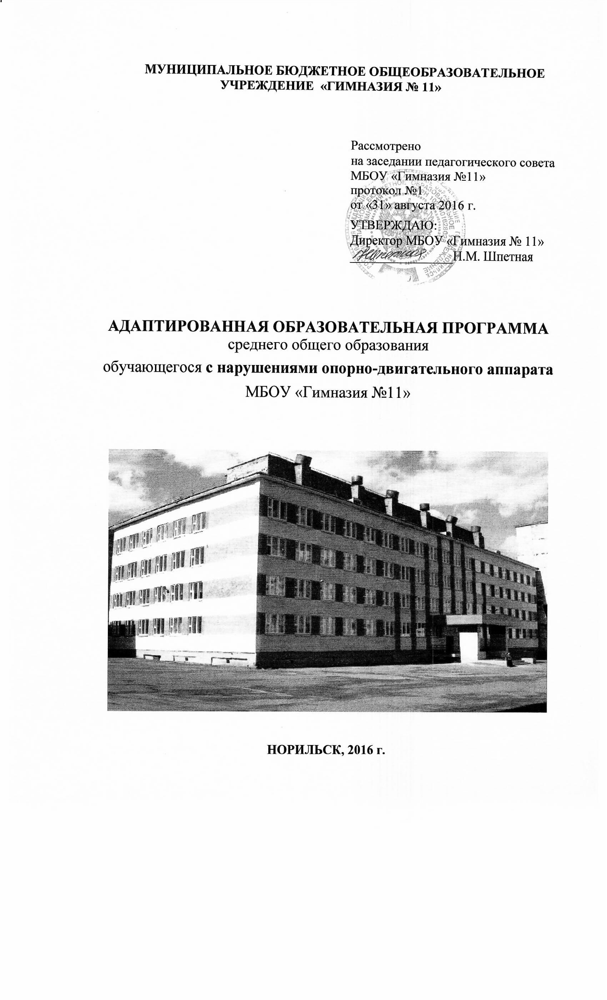 МУНИЦИПАЛЬНОЕ БЮДЖЕТНОЕ ОБЩЕОБРАЗОВАТЕЛЬНОЕ
УЧРЕЖДЕНИЕ «ГИМНАЗИЯ № 11»
Рассмотрено
на заседании педагогического совета
МБОУ «Гимназия №11»
протокол №1
от «31» августа 2016 г.
УТВЕРЖДАЮ:
Директор МБОУ «Гимназия № 11»
Н.М. Шпетная
АДАПТИРОВАННАЯ ОБРАЗОВАТЕЛЬНАЯ ПРОГРАММА
среднего общего образования
обучающегося с нарушениями опорно-двигательного аппарата
МБОУ «Гимназия №11»
НОРИЛЬСК, 2016 г.